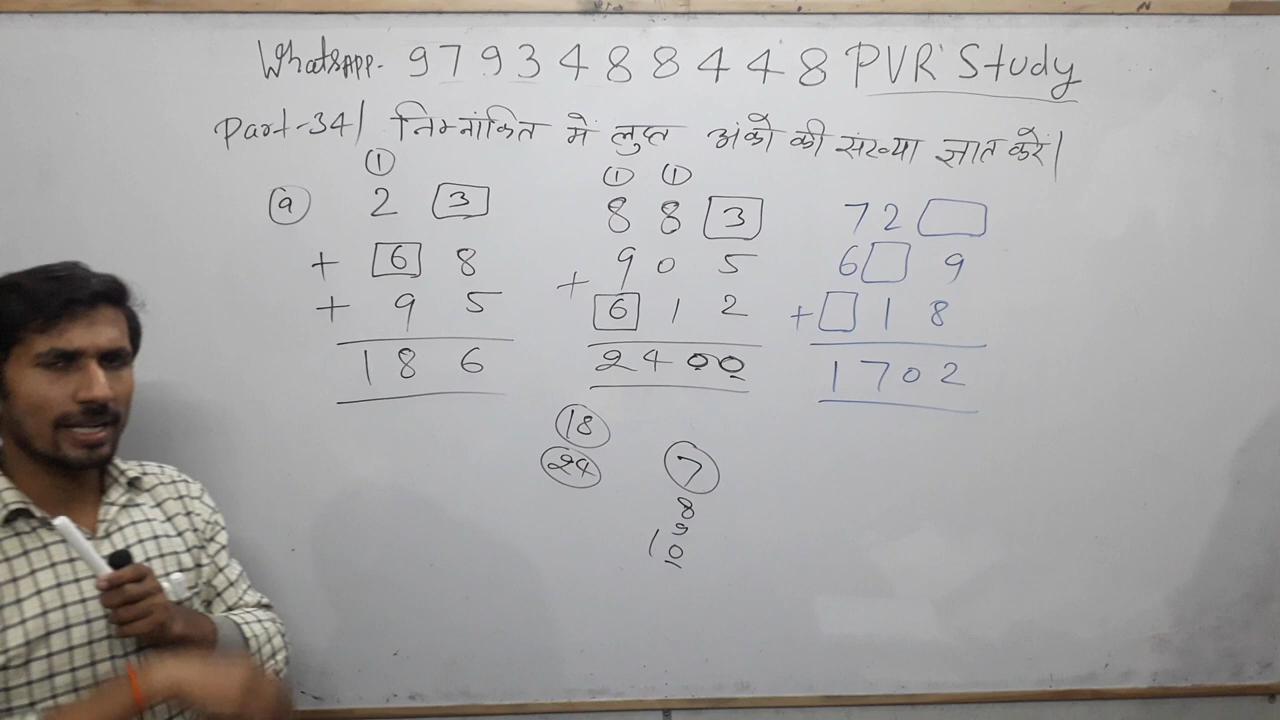 WhatsApp. 9793488448 PVR Study
Part-34| निम्नांकित में लुप्त अंको की संख्या ज्ञात करें|
① ① ①
ⓐ 2 3 8 8 3 7 2
+ 6 8 9 0 5 6 9
+ 9 5 + 6 1 2 + 1 8
1 8 6 2 4 0 0 1 7 0 2
18
24 7
8
9
10